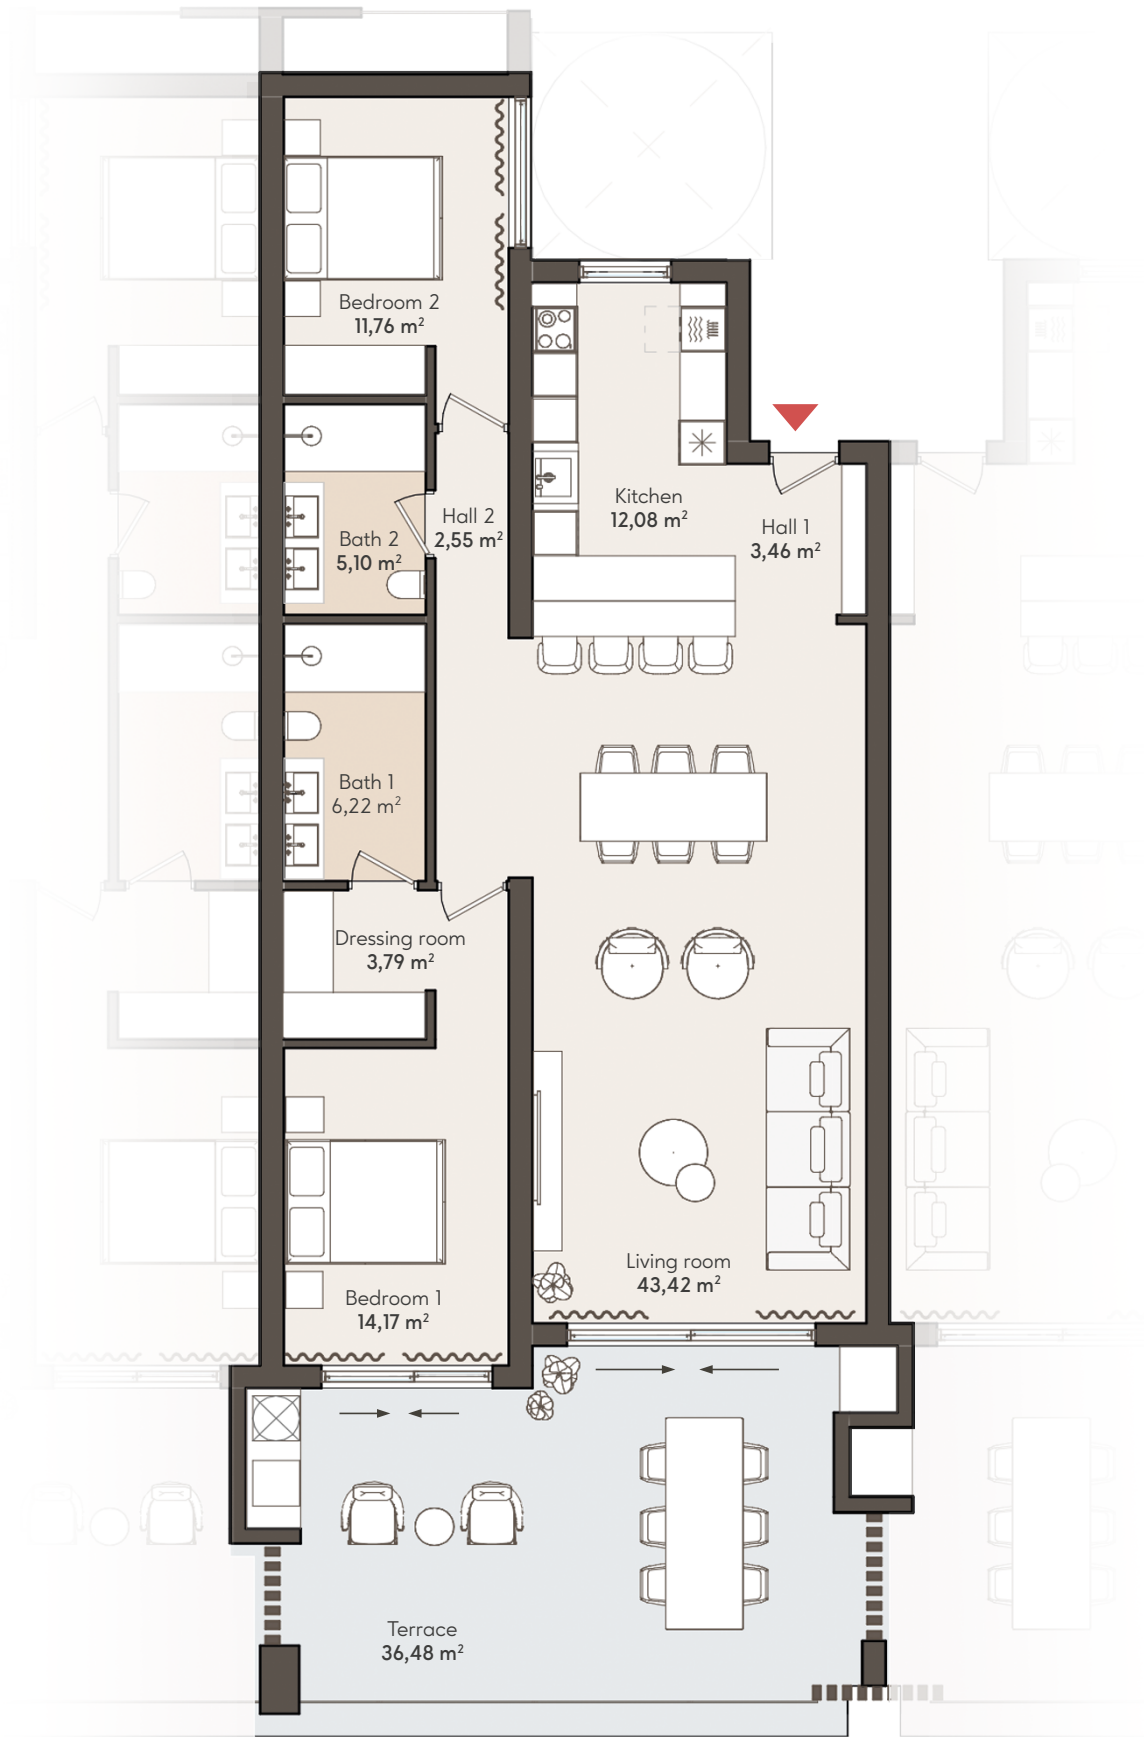 Bedroom 2
11,76 m²
Kitchen
12,08 m²
Hall 2
2,55 m²
Hall 1
3,46 m²
Bath 2
5,10 m²
Bath 1
6,22 m²
Dressing room
3,79 m²
Living room
43,42 m²
Bedroom 1
14,17 m²
Terrace
36,48 m²